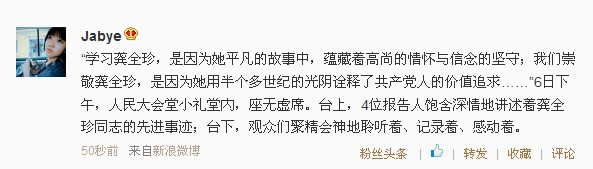 Jabye
“学习龚全珍，是因为她平凡的故事中，蕴藏着高尚的情怀与信念的坚守；我们崇
敬龚全珍，是因为她用半个多世纪的光阴诠释了共产党人的价值追求……”6日下
午，人民大会堂小礼堂内，座无虚席。台上，4位报告人饱含深情地讲述着龚全
珍同志的先进事迹；台下，观众们聚精会神地聆听着、记录着、感动着。
50秒前 来自新浪微博 粉丝头条 | | 转发 | 收藏 | 评论